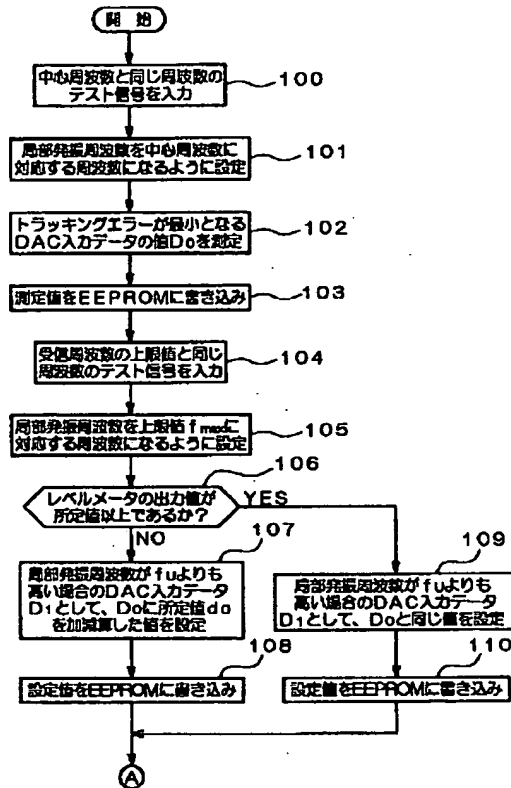 開始
中心周波数と同じ周波数の
テスト信号を入力
100
局部発振周波数を中心周波数に
対応する周波数になるように設定
101
トラッキングエラーが最小となる
DAC入力データの値Doを測定
102
測定値をEEPROMに書き込み
103
受信周波数の上限値と同じ
周波数のテスト信号を入力
104
局部発振周波数を上限値fmaxに
対応する周波数になるように設定
105
106
レベルメータの出力値が
所定値以上であるか?
YES
NO
107
局部発振周波数がfuよりも
高い場合のDAC入力データ
D1として、Doに所定値do
を加減算した値を設定
109
局部発振周波数がfuよりも
高い場合のDAC入力データ
D1として、Doと同じ値を設定
108
設定値をEEPROMに書き込み
110
設定値をEEPROMに書き込み
A